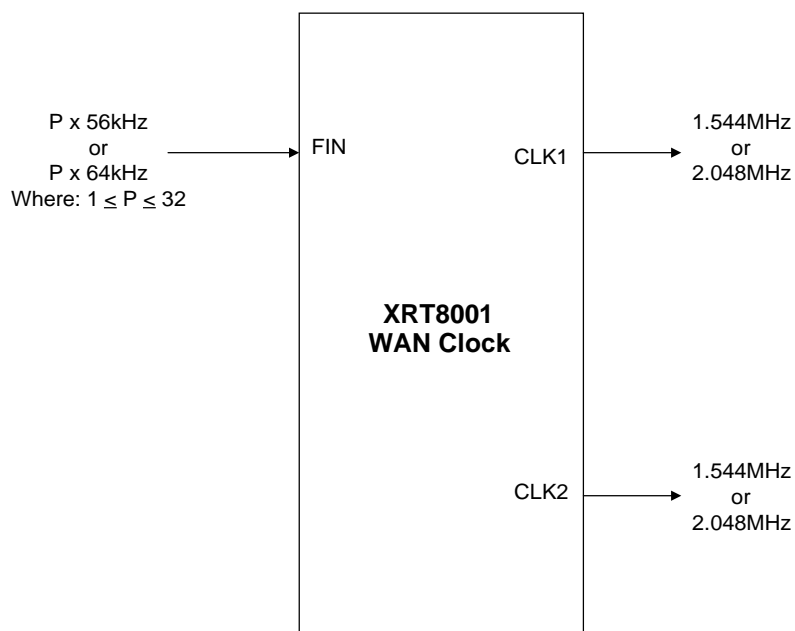 P x 56kHz
or
P x 64kHz
Where: 1 ≤ P ≤ 32
FIN
CLK1
1.544MHz
or
2.048MHz
XRT8001
WAN Clock
CLK2
1.544MHz
or
2.048MHz